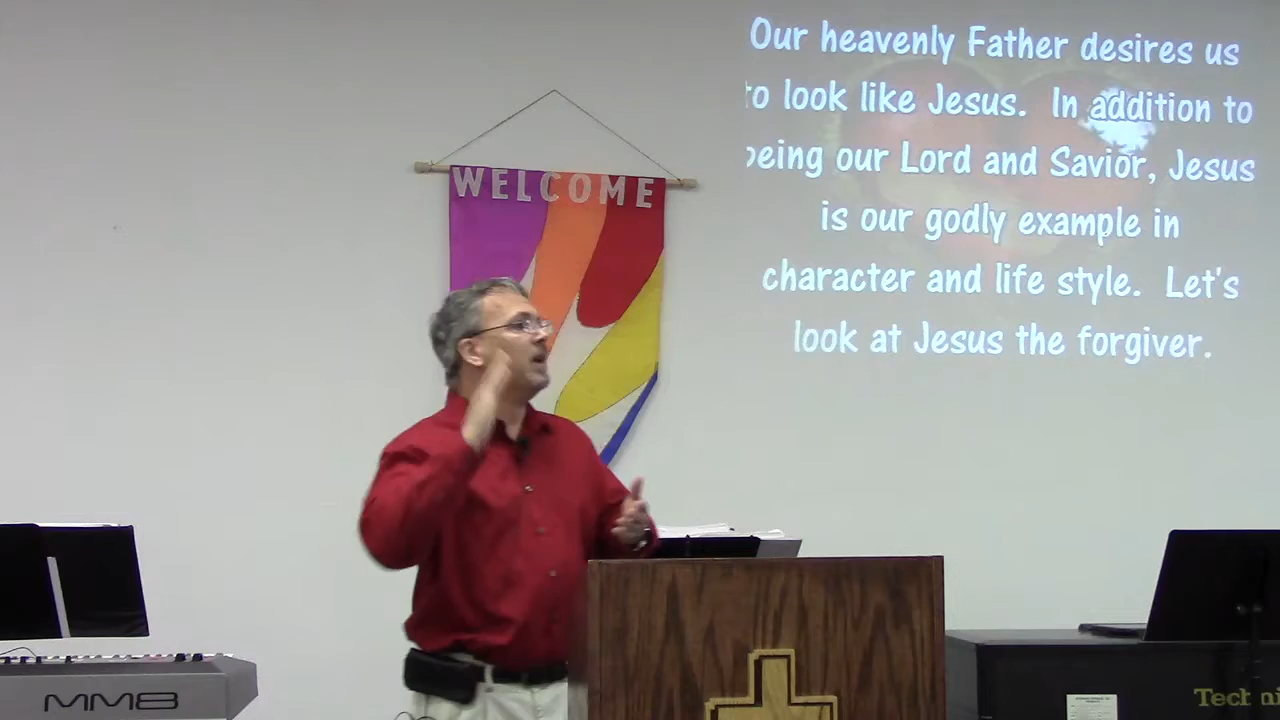 Our heavenly Father desires us
to look like Jesus. In addition to
being our Lord and Savior, Jesus
is our godly example in
character and life style. Let's
look at Jesus the forgiver.
WELCOME
MM8
Techni